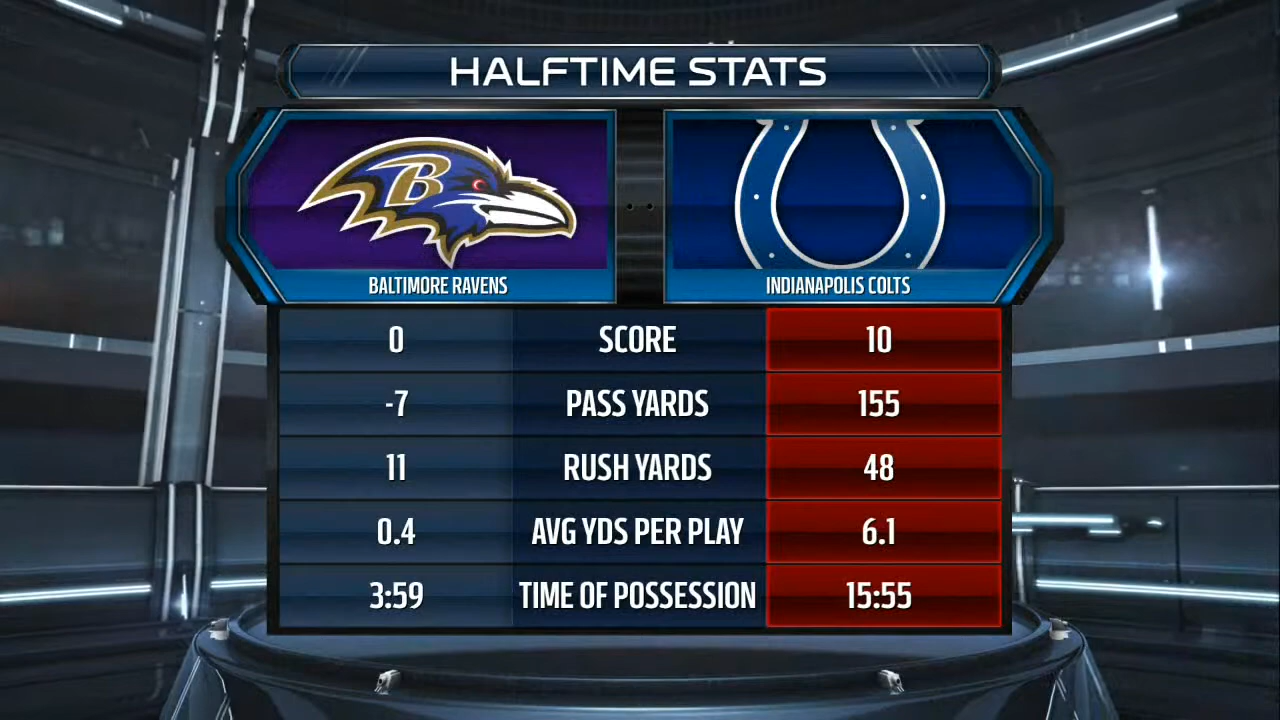 HALFTIME STATS
B
BALTIMORE RAVENS
INDIANAPOLIS COLTS
0 SCORE 10
-7 PASS YARDS 155
11 RUSH YARDS 48
0.4 AVG YDS PER PLAY 6.1
3:59 TIME OF POSSESSION 15:55